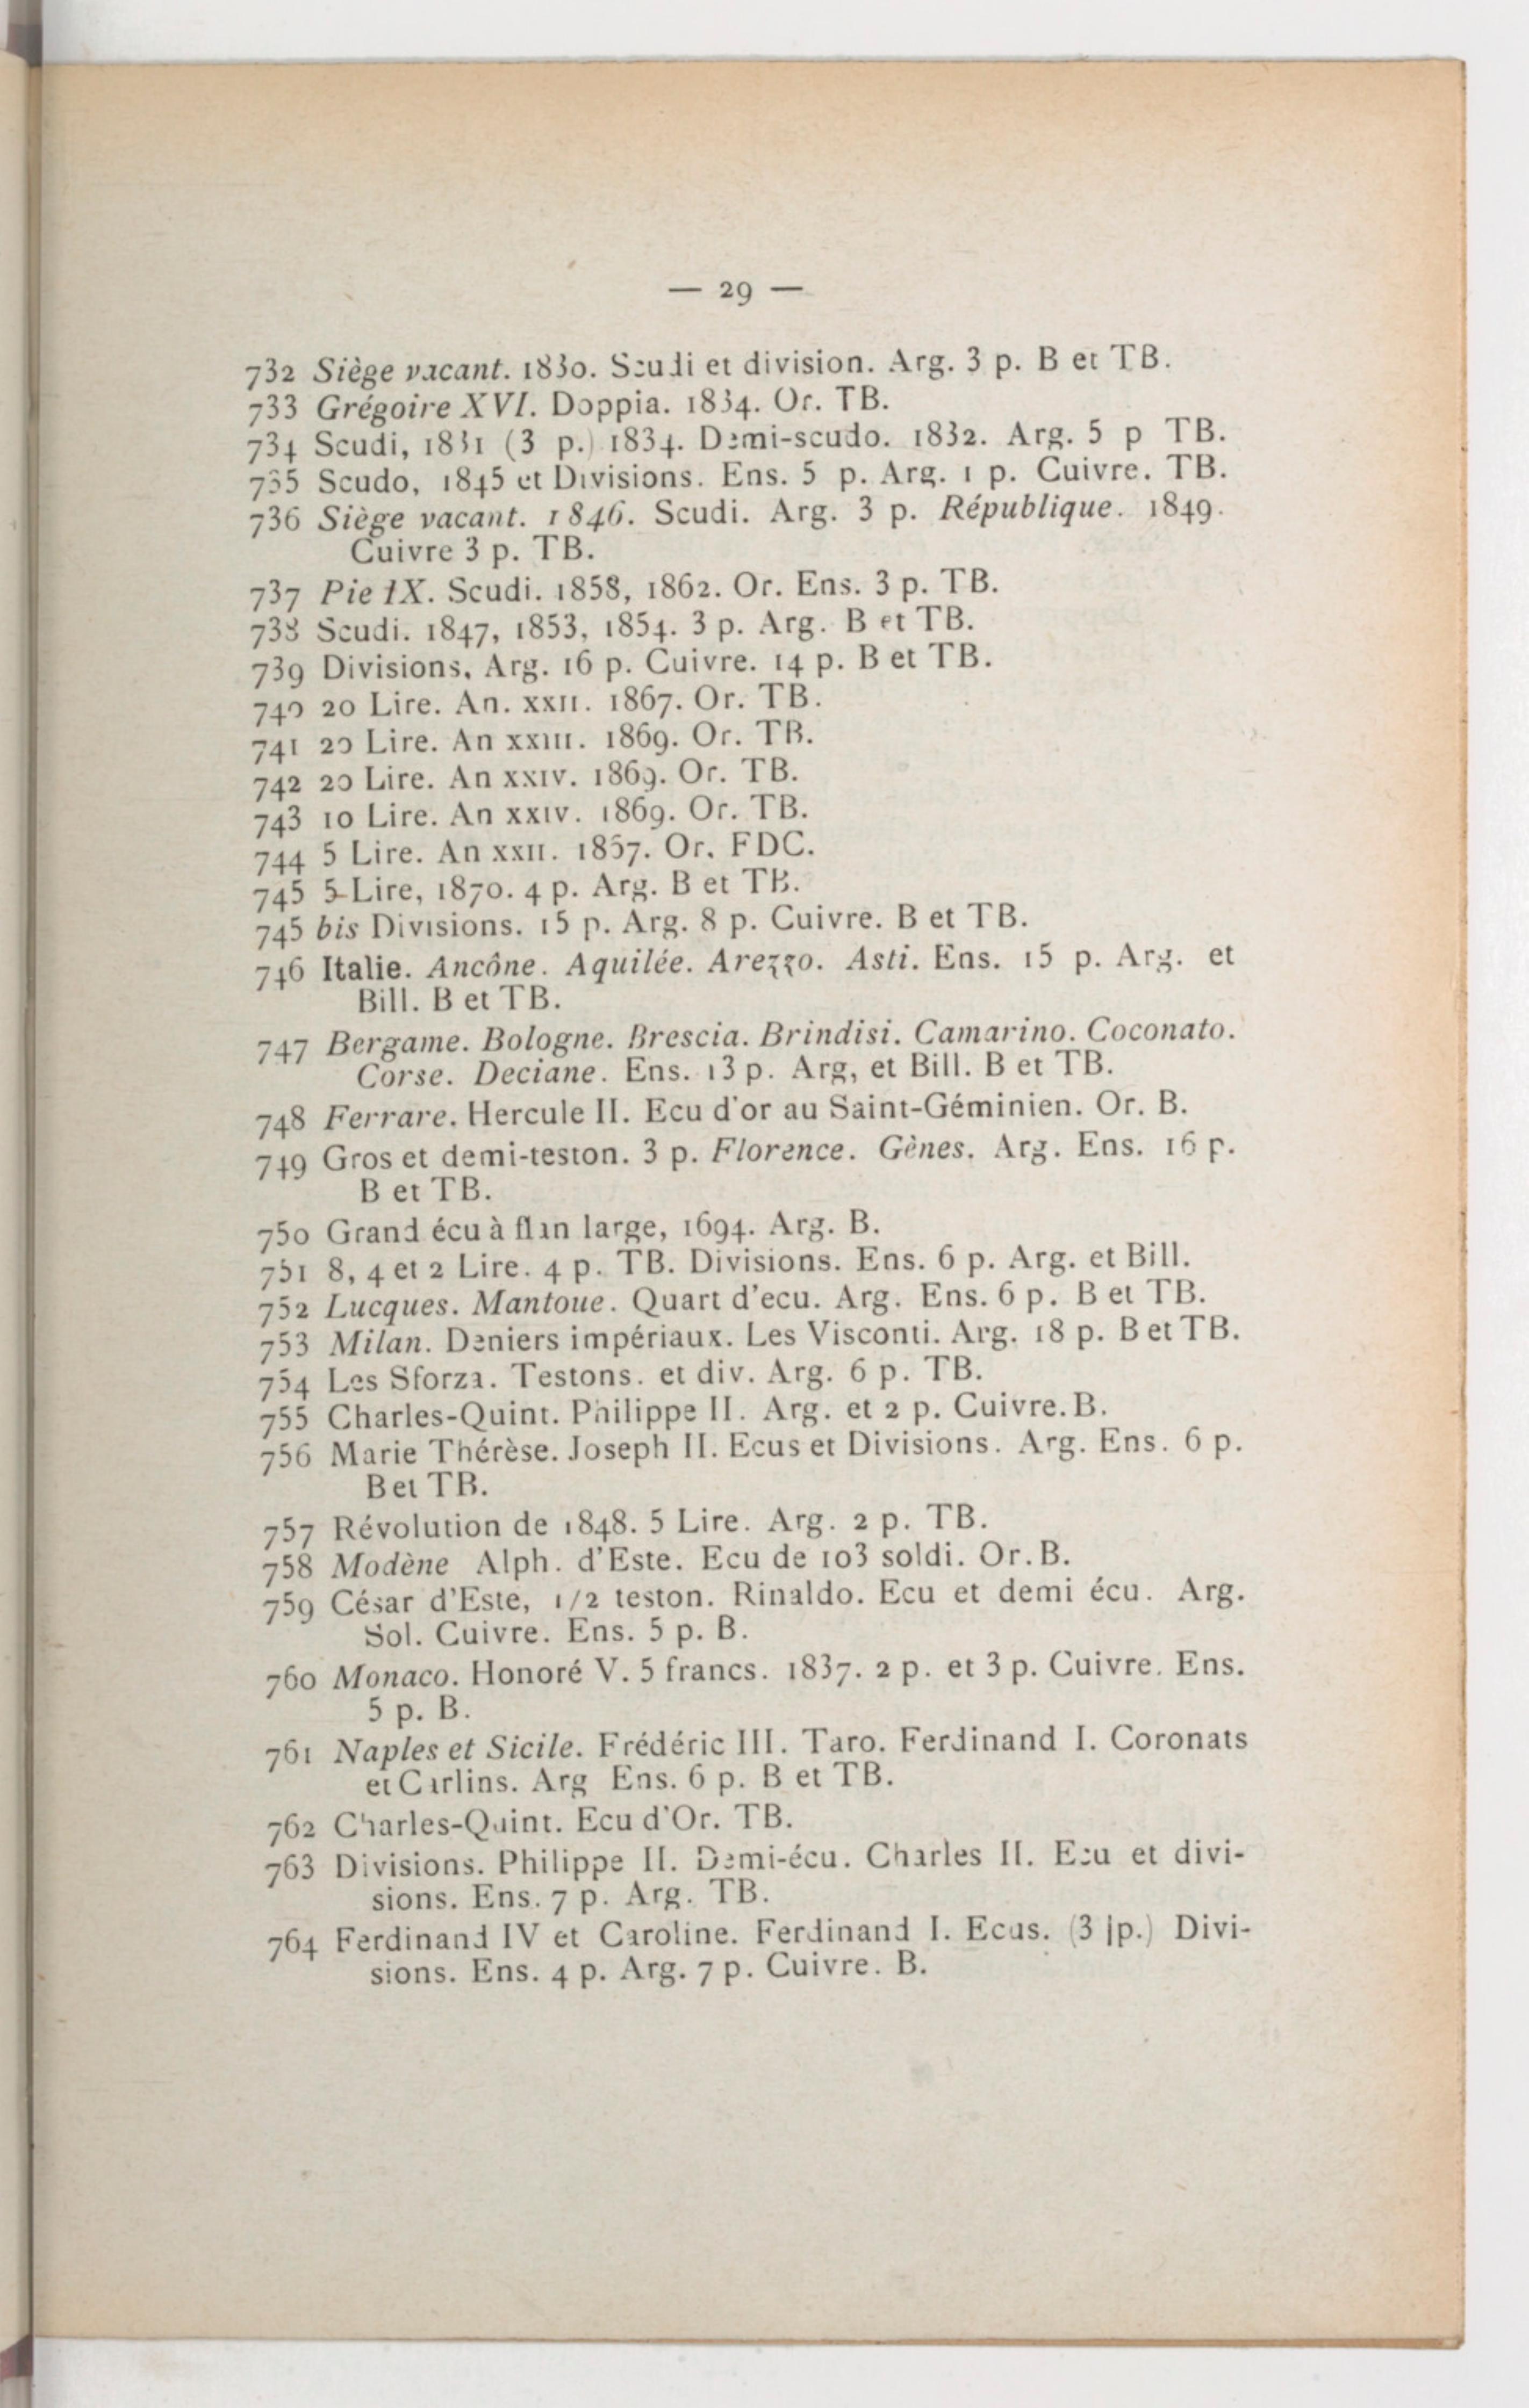 — 29 —
732 Siège vacant. 1830. Scudi et division. Arg. 3 p. B et TB.
733 Grégoire XVI. Doppia. 1834. Or. TB.
734 Scudi, 1831 (3 p.) 1834. Demi-scudo. 1832. Arg. 5 p TB.
735 Scudo, 1845 et Divisions. Ens. 5 p. Arg. 1 p. Cuivre. TB.
736 Siège vacant. 1846. Scudi. Arg. 3 p. République. 1849.
Cuivre 3 p. TB.
737 Pie IX. Scudi. 1858, 1862. Or. Ens. 3 p. TB.
738 Scudi. 1847, 1853, 1854. 3 p. Arg. B et TB.
739 Divisions, Arg. 16 p. Cuivre. 14 p. B et TB.
740 20 Lire. An. XXII. 1867. Or. TB.
741 20 Lire. An XXIII. 1869. Or. TB.
742 20 Lire. An XXIV. 1869. Or. TB.
743 10 Lire. An XXIV. 1869. Or. TB.
744 5 Lire. An XXII. 1867. Or. FDC.
745 5 Lire, 1870. 4 p. Arg. B et TB.
745 bis Divisions. 15 p. Arg. 8 p. Cuivre. B et TB.
746 Italie. Ancône. Aquilée. Arezzo. Asti. Ens. 15 p. Arg. et
Bill. B et TB.
747 Bergame. Bologne. Brescia. Brindisi. Camarino. Coconato.
Corse. Deciane. Ens. 13 p. Arg, et Bill. B et TB.
748 Ferrare. Hercule II. Ecu d'or au Saint-Géminien. Or. B.
749 Gros et demi-teston. 3 p. Florence. Gènes. Arg. Ens. 16 p.
B et TB.
750 Grand écu à flan large, 1694. Arg. B.
751 8, 4 et 2 Lire. 4 p. TB. Divisions. Ens. 6 p. Arg. et Bill.
752 Lucques. Mantoue. Quart d'ecu. Arg. Ens. 6 p. B et TB.
753 Milan. Deniers impériaux. Les Visconti. Arg. 18 p. B et TB.
754 Les Sforza. Testons. et div. Arg. 6 p. TB.
755 Charles-Quint. Philippe II. Arg. et 2 p. Cuivre. B.
756 Marie Thérèse. Joseph II. Ecus et Divisions. Arg. Ens. 6 p.
B et TB.
757 Révolution de 1848. 5 Lire. Arg. 2 p. TB.
758 Modène Alph. d'Este. Ecu de 103 soldi. Or. B.
759 César d'Este, 1/2 teston. Rinaldo. Ecu et demi écu. Arg.
Sol. Cuivre. Ens. 5 p. B.
760 Monaco. Honoré V. 5 francs. 1837. 2 p. et 3 p. Cuivre. Ens.
5 p. B.
761 Naples et Sicile. Frédéric III. Taro. Ferdinand I. Coronats
et Carlins. Arg Ens. 6 p. B et TB.
762 Charles-Quint. Ecu d'Or. TB.
763 Divisions. Philippe II. Demi-écu. Charles II. Ecu et divi-
sions. Ens. 7 p. Arg. TB.
764 Ferdinand IV et Caroline. Ferdinand I. Ecus. (3 |p.) Divi-
sions. Ens. 4 p. Arg. 7 p. Cuivre. B.